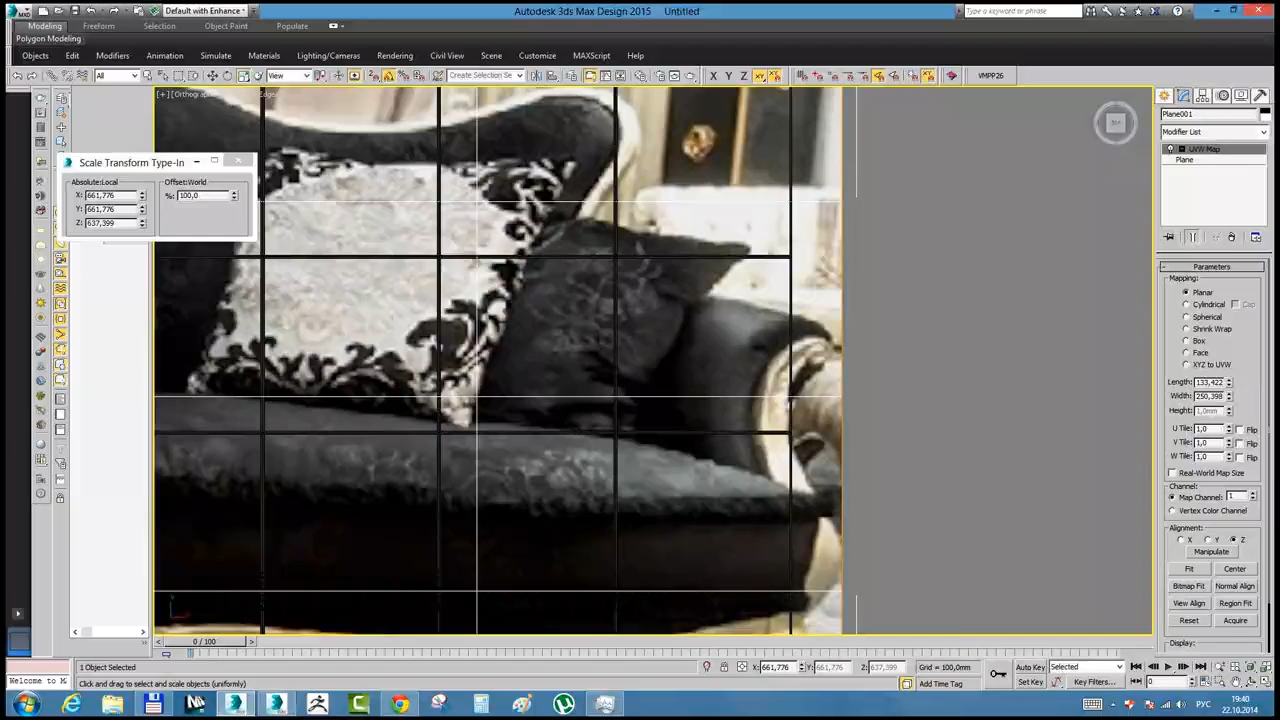 Default with Enhance
Autodesk 3ds Max Design 2015 Untitled
Type a keyword or phrase
Modeling Freeform Selection Object Paint Populate
Polygon Modeling
Objects Edit Modifiers Animation Simulate Materials Lighting/Cameras Rendering Civil View Scene Customize MAXScript Help
All View Create Selection Se X Y Z XY VMPP26
Scale Transform Type-In
Absolute:Local Offset:World
X: 661,776 %: 100,0
Y: 661,776
Z: 637,399
Plane001
Modifier List
UVW Map
Plane
Parameters
Mapping:
Planar
Cylindrical Cap
Spherical
Shrink Wrap
Box
Face
XYZ to UVW
Length: 133,422
Width: 250,398
Height: 1,0mm
U Tile: 1,0 Flip
V Tile: 1,0 Flip
W Tile: 1,0 Flip
Real-World Map Size
Channel:
Map Channel: 1
Vertex Color Channel
Alignment:
X Y Z
Manipulate
Fit Center
Bitmap Fit Normal Align
View Align Region Fit
Reset Acquire
Display:
0 / 100
1 Object Selected X: 661,776 Y: 661,776 Z: 637,399 Grid = 100,0mm Auto Key Selected
Welcome to M Click and drag to select and scale objects (uniformly) Add Time Tag Set Key Key Filters... 0
РУС
19:40
22.10.2014